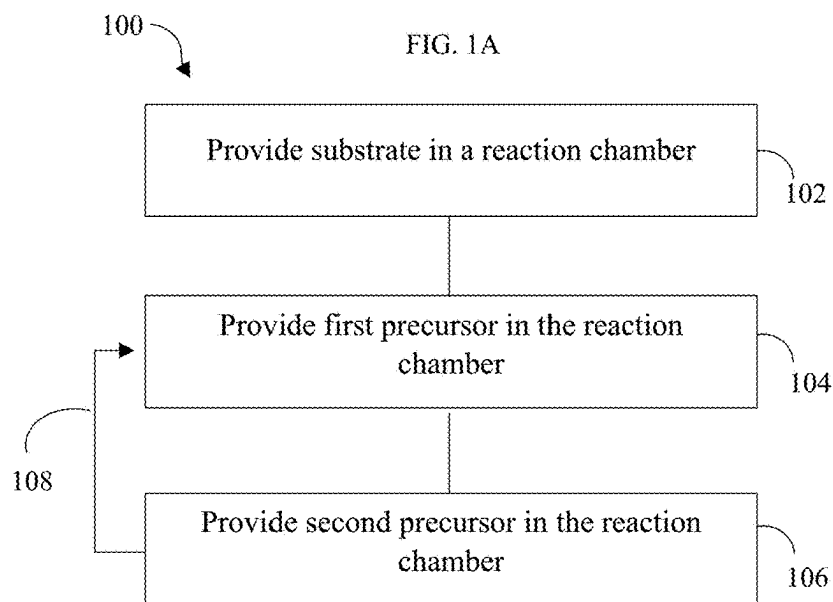 100
FIG. 1A
Provide substrate in a reaction chamber
102
Provide first precursor in the reaction
chamber
104
108
Provide second precursor in the reaction
chamber
106